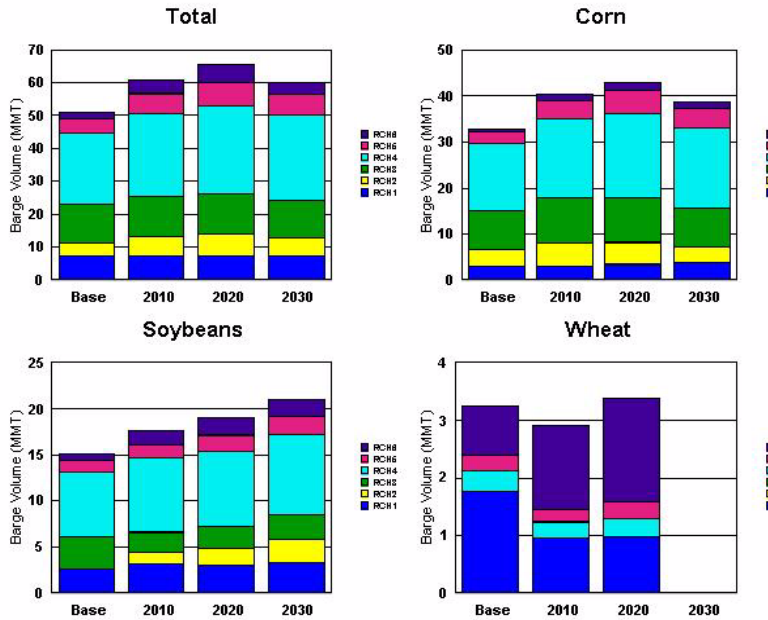 Total
70
60
50
40
30
20
10
0
Barge Volume (MMT)
Base 2010 2020 2030
RCH6
RCH5
RCH4
RCH3
RCH2
RCH1
Corn
50
40
30
20
10
0
Barge Volume (MMT)
Base 2010 2020 2030
Soybeans
25
20
15
10
5
0
Barge Volume (MMT)
Base 2010 2020 2030
RCH6
RCH5
RCH4
RCH3
RCH2
RCH1
Wheat
4
3
2
1
0
Barge Volume (MMT)
Base 2010 2020 2030